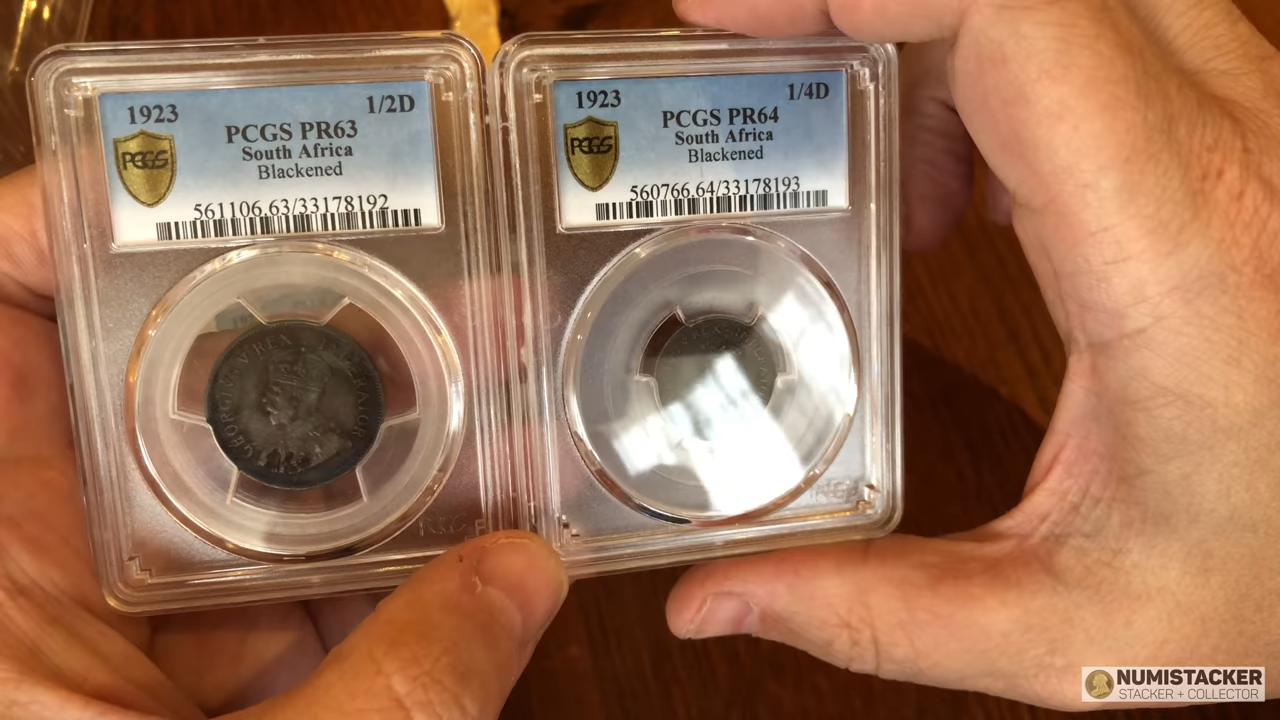 1923 1/2D
PCGS PR63
South Africa
Blackened
PCGS
561106.63/33178192
GEORGIVS V REX IMPERATOR
1923 1/4D
PCGS PR64
South Africa
Blackened
PCGS
560766.64/33178193
NUMISTACKER
STACKER + COLLECTOR